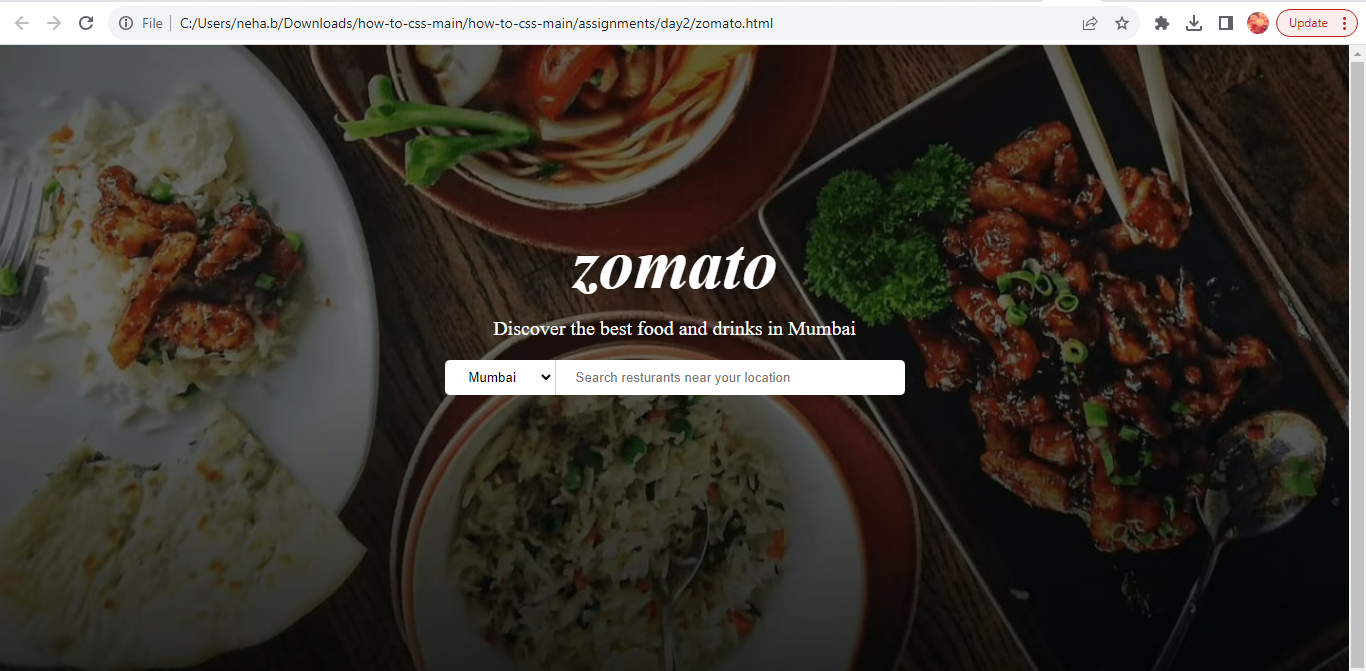 File
C:/Users/neha.b/Downloads/how-to-css-main/how-to-css-main/assignments/day2/zomato.html
Update
zomato
Discover the best food and drinks in Mumbai
Mumbai
Search resturants near your location